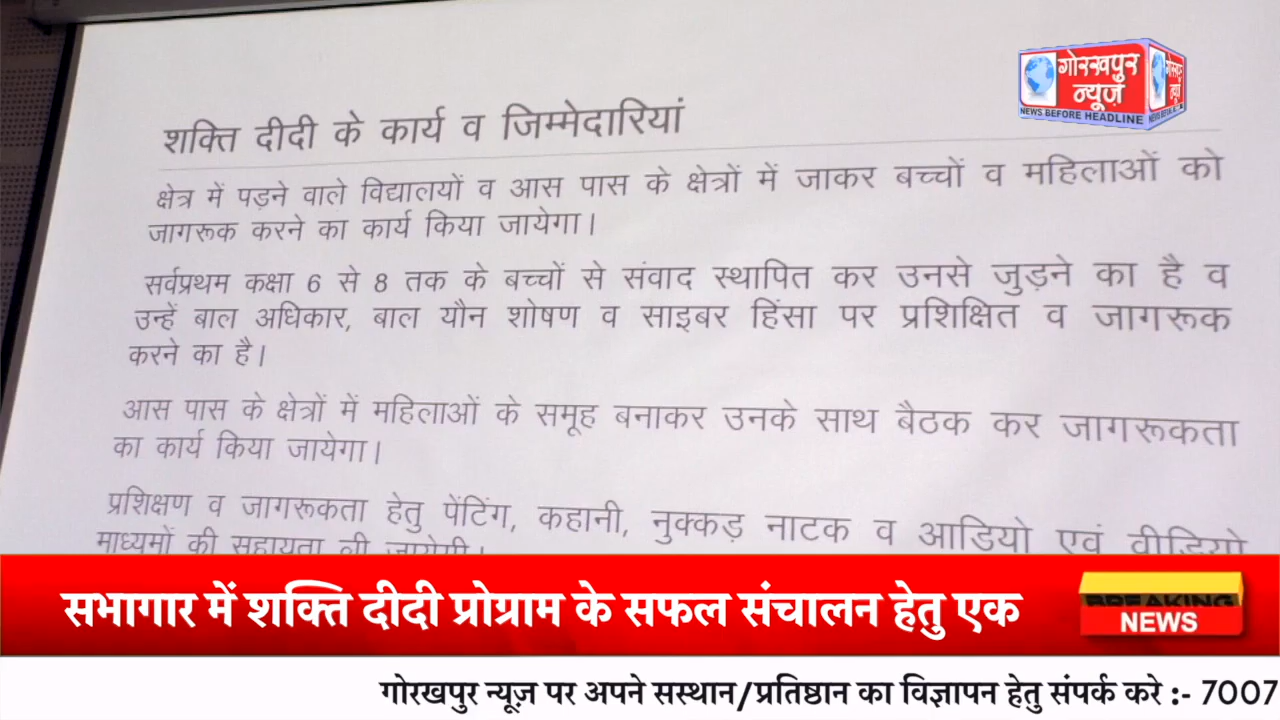 गोरखपुर
न्यूज़
NEWS BEFORE HEADLINE
शक्ति दीदी के कार्य व जिम्मेदारियां
क्षेत्र में पड़ने वाले विद्यालयों व आस पास के क्षेत्रों में जाकर बच्चों व महिलाओं को
जागरूक करने का कार्य किया जायेगा।
सर्वप्रथम कक्षा 6 से 8 तक के बच्चों से संवाद स्थापित कर उनसे जुड़ने का है व
उन्हें बाल अधिकार, बाल यौन शोषण व साइबर हिंसा पर प्रशिक्षित व जागरूक
करने का है।
आस पास के क्षेत्रों में महिलाओं के समूह बनाकर उनके साथ बैठक कर जागरूकता
का कार्य किया जायेगा।
प्रशिक्षण व जागरूकता हेतु पेंटिंग, कहानी, नुक्कड़ नाटक व आडियो एवं वीडियो
माध्यमों की सहायता ली जायेगी।
सभागार में शक्ति दीदी प्रोग्राम के सफल संचालन हेतु एक
BREAKING
NEWS
गोरखपुर न्यूज़ पर अपने सस्थान/प्रतिष्ठान का विज्ञापन हेतु संपर्क करे :- 7007